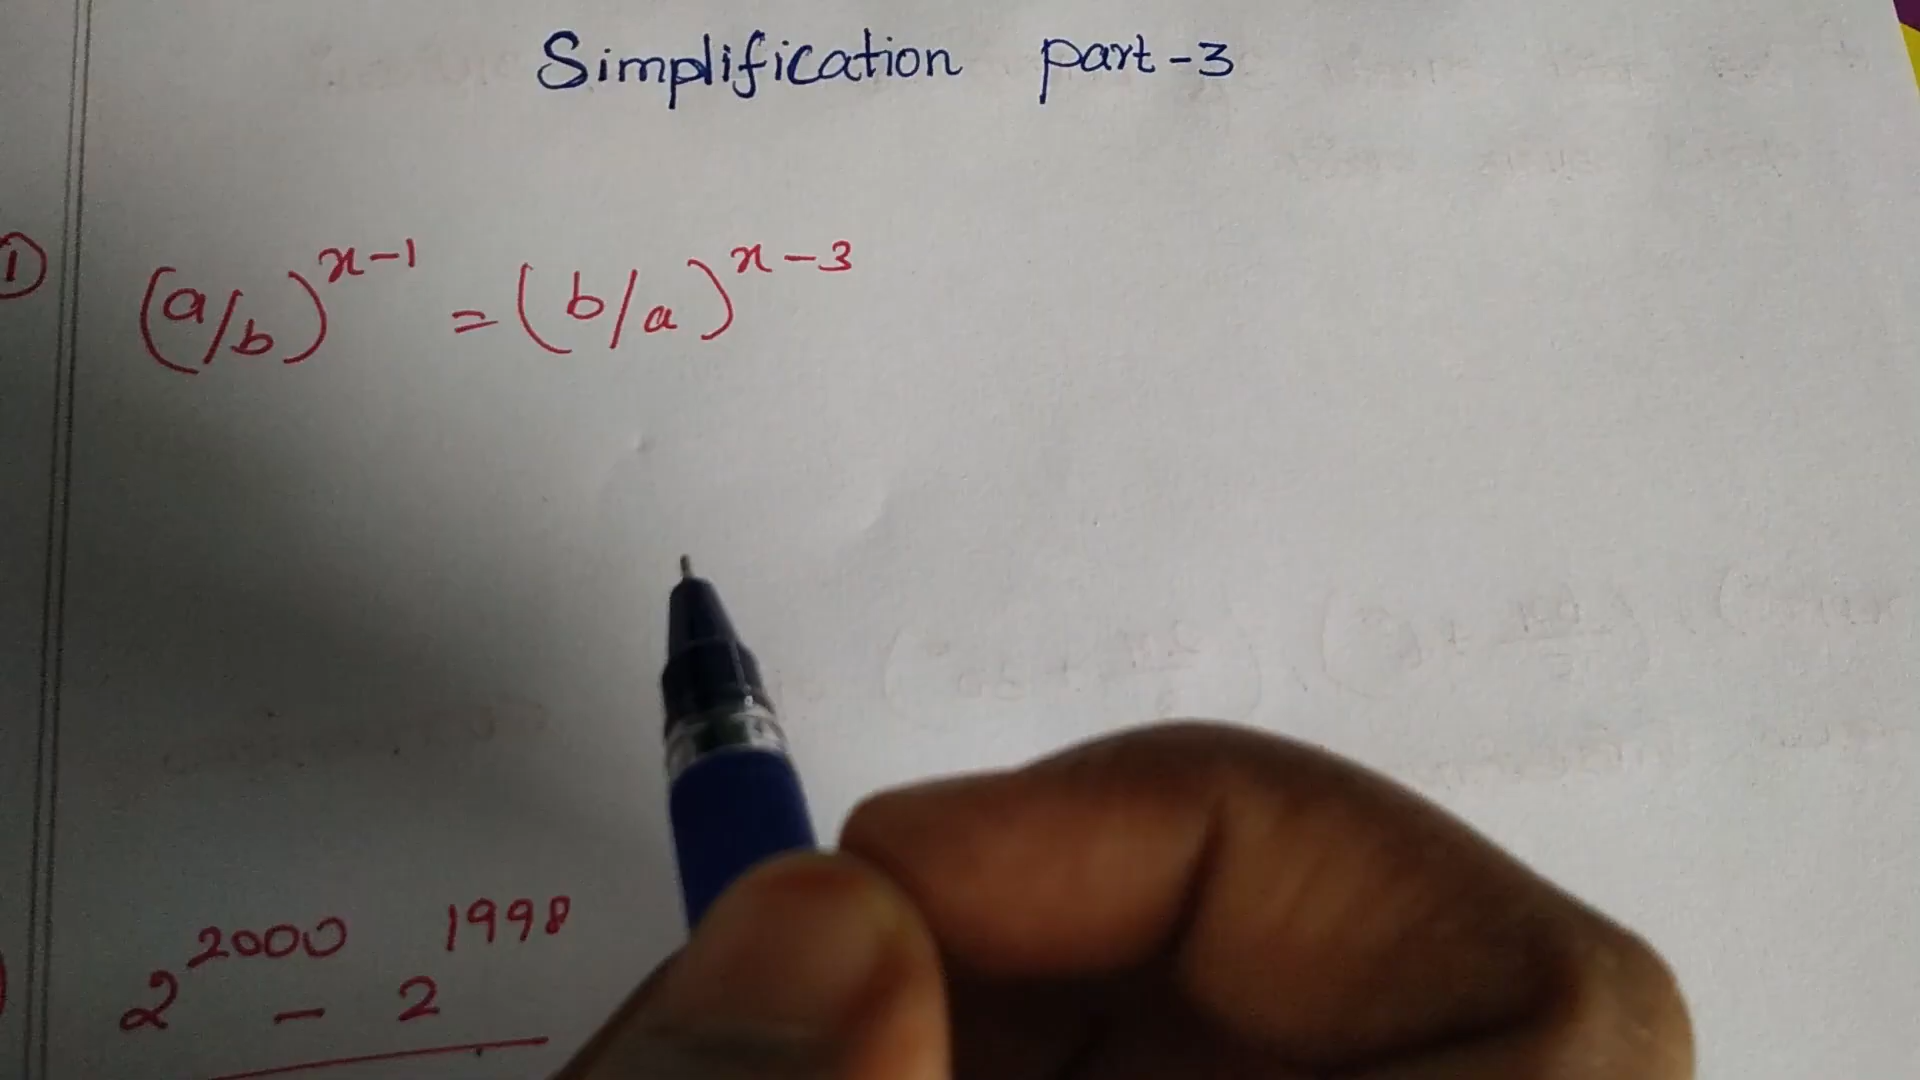 Simplification part-3
① (a/b)^x-1 = (b/a)^x-3
2^2000 - 2^1998